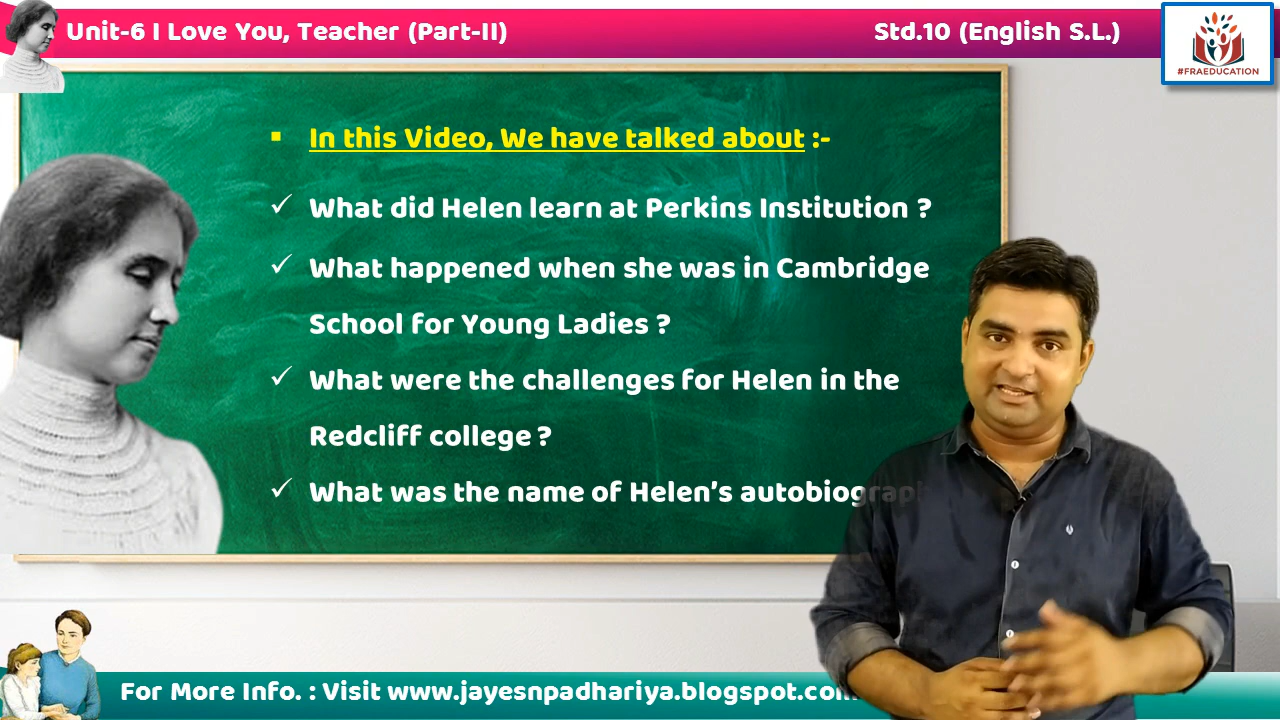 Unit-6 I Love You, Teacher (Part-II)
Std.10 (English S.L.)
#FRAEDUCATION
▪ In this Video, We have talked about :-
✓ What did Helen learn at Perkins Institution ?
✓ What happened when she was in Cambridge
School for Young Ladies ?
✓ What were the challenges for Helen in the
Redcliff college ?
✓ What was the name of Helen's
For More Info. : Visit www.jayesnpadhariya.blogspot.com